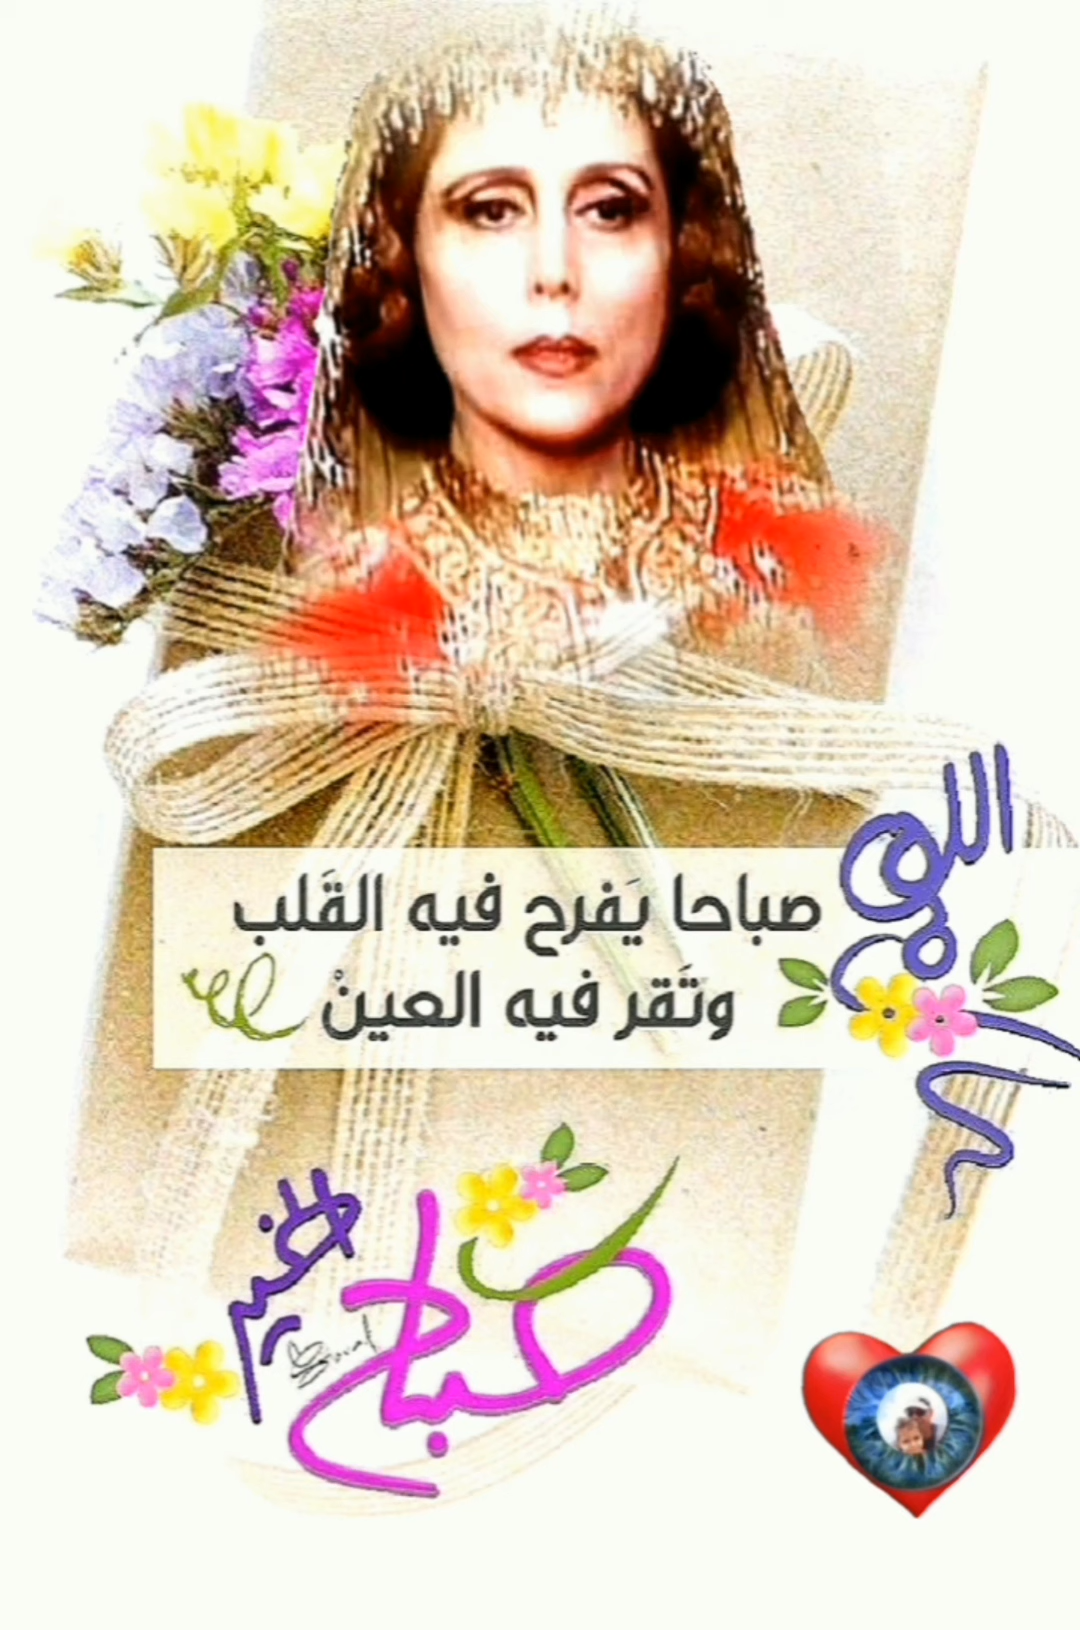 اللهم
صباحا يَفرح فيه القَلب
وتَقر فيه العينْ
صباح
الخير